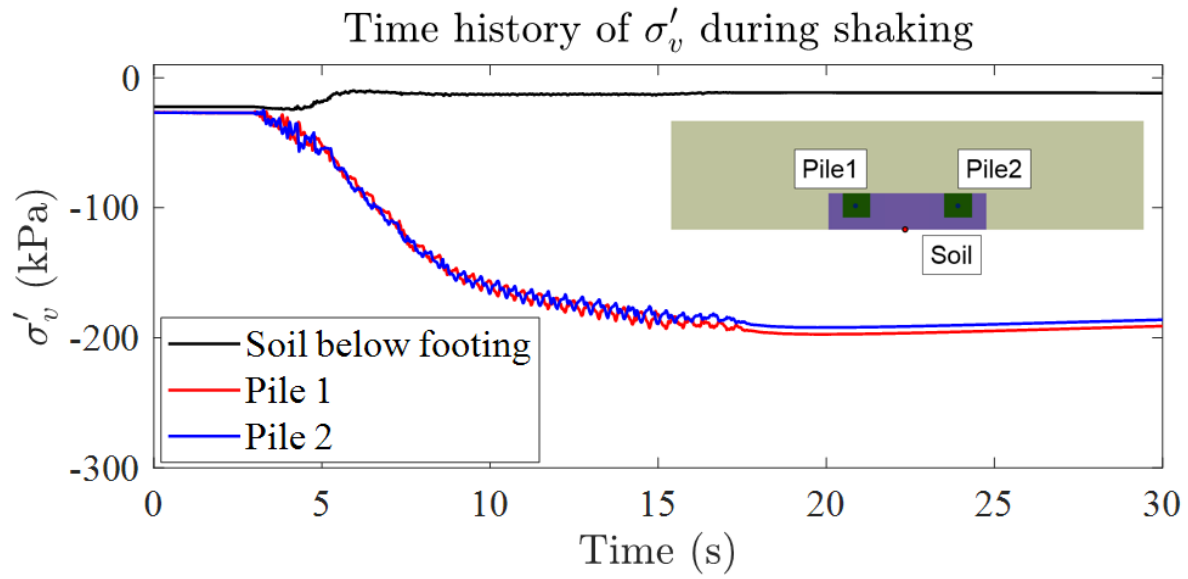 Time history of σ′v during shaking
0
-100
-200
-300
σ′v (kPa)
Pile1
Pile2
Soil
Soil below footing
Pile 1
Pile 2
0 5 10 15 20 25 30
Time (s)